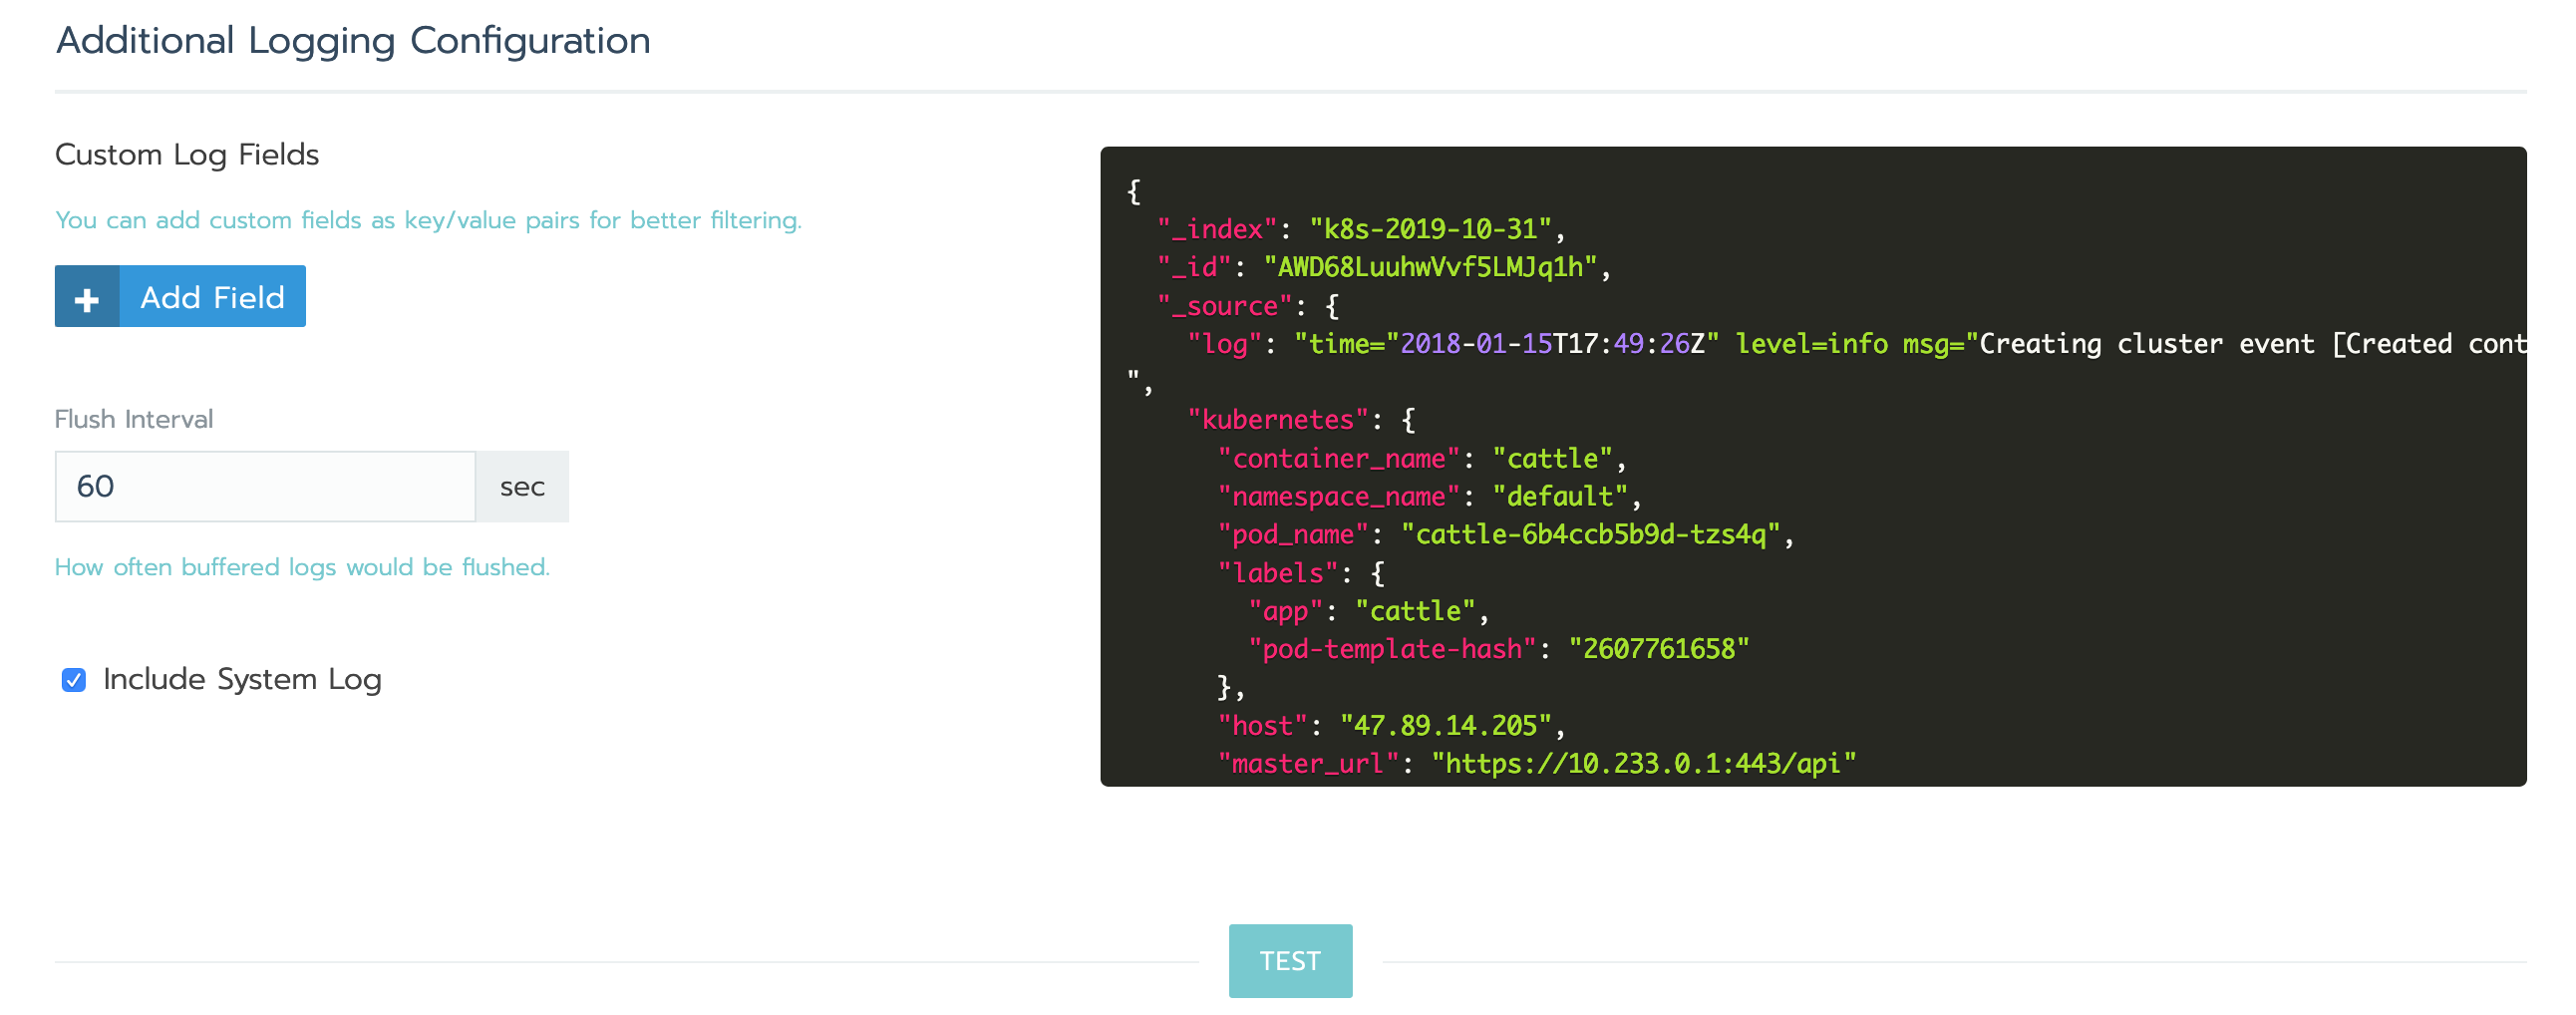 Additional Logging Configuration
Custom Log Fields
You can add custom fields as key/value pairs for better filtering.
+ Add Field
Flush Interval
60 sec
How often buffered logs would be flushed.
Include System Log
{
"_index": "k8s-2019-10-31",
"_id": "AWD68LuuhwVvf5LMJq1h",
"_source": {
"log": "time="2018-01-15T17:49:26Z" level=info msg="Creating cluster event [Created cont
",
"kubernetes": {
"container_name": "cattle",
"namespace_name": "default",
"pod_name": "cattle-6b4ccb5b9d-tzs4q",
"labels": {
"app": "cattle",
"pod-template-hash": "2607761658"
},
"host": "47.89.14.205",
"master_url": "https://10.233.0.1:443/api"
TEST